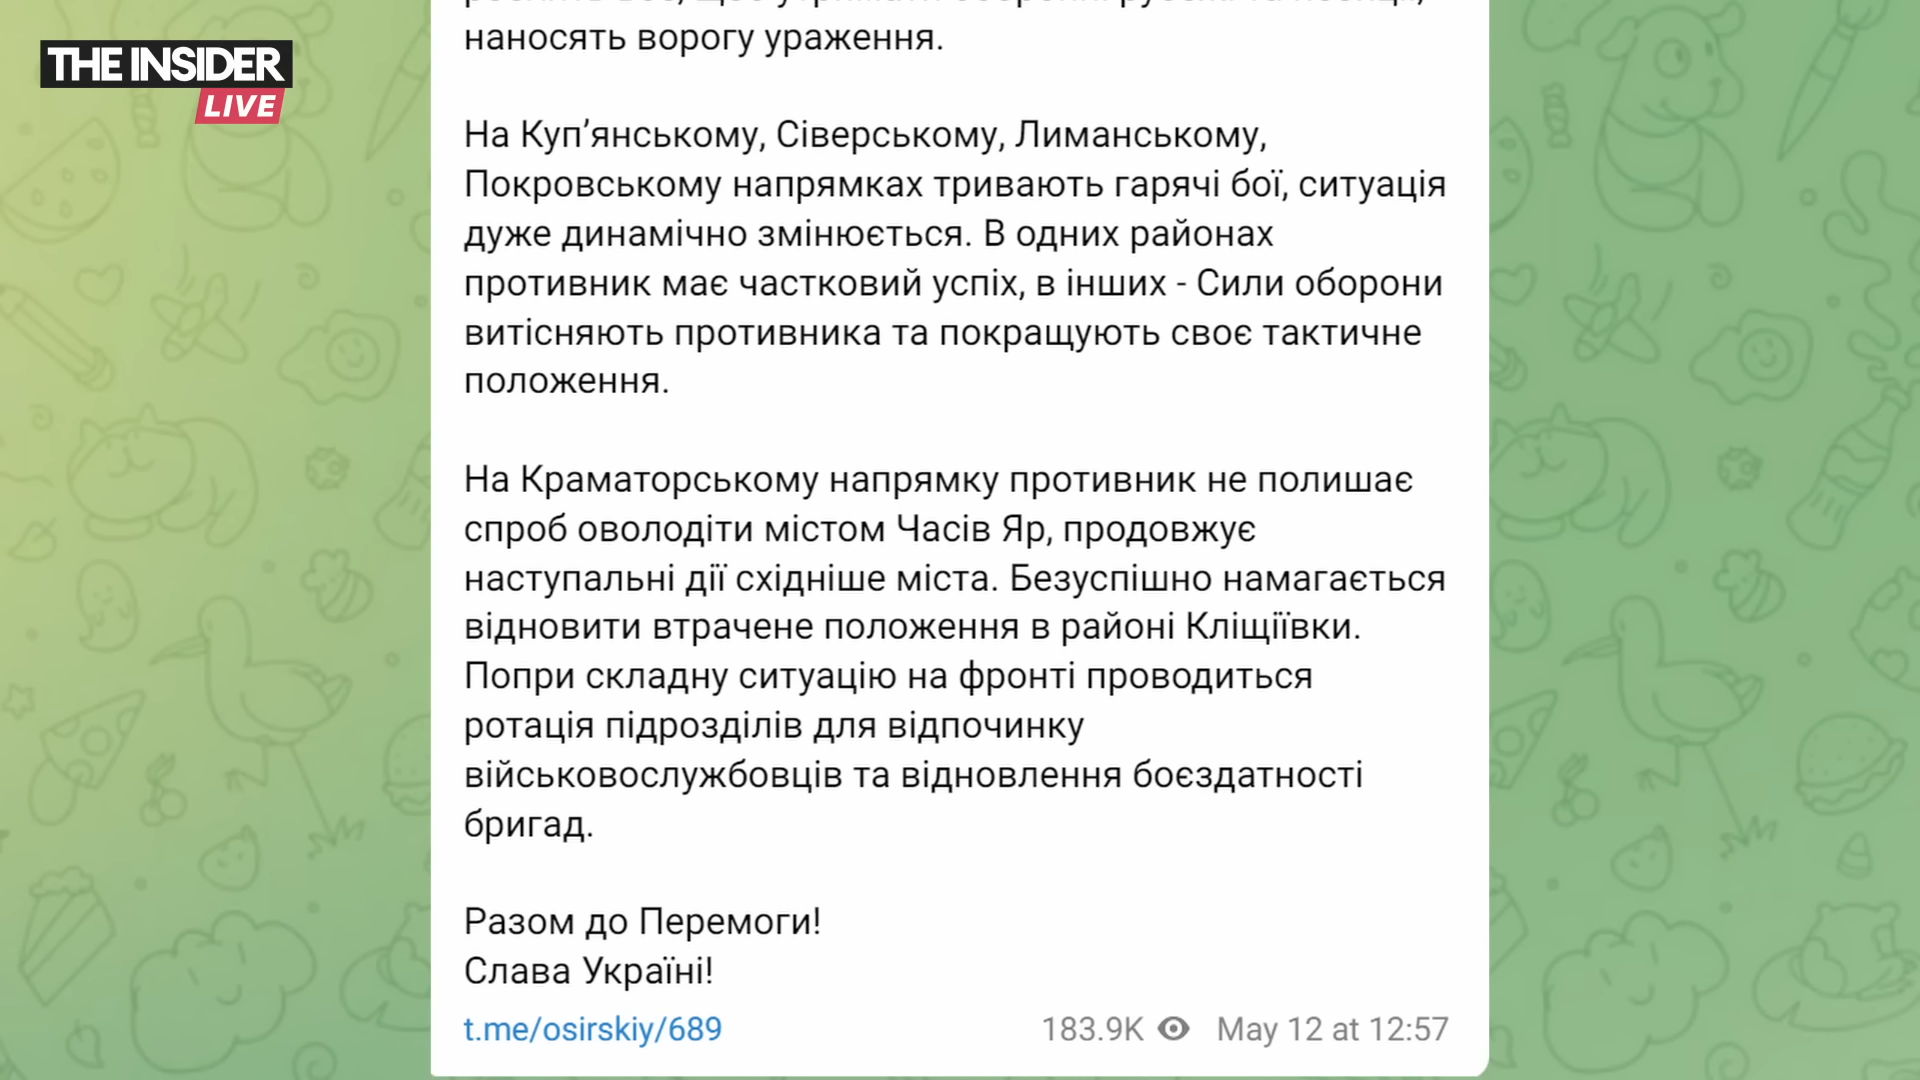 THE INSIDER
LIVE
наносять ворогу ураження.
На Куп’янському, Сіверському, Лиманському,
Покровському напрямках тривають гарячі бої, ситуація
дуже динамічно змінюється. В одних районах
противник має частковий успіх, в інших - Сили оборони
витісняють противника та покращують своє тактичне
положення.
На Краматорському напрямку противник не полишає
спроб оволодіти містом Часів Яр, продовжує
наступальні дії східніше міста. Безуспішно намагається
відновити втрачене положення в районі Кліщіївки.
Попри складну ситуацію на фронті проводиться
ротація підрозділів для відпочинку
військовослужбовців та відновлення боєздатності
бригад.
Разом до Перемоги!
Слава Україні!
t.me/osirskiy/689
183.9K May 12 at 12:57